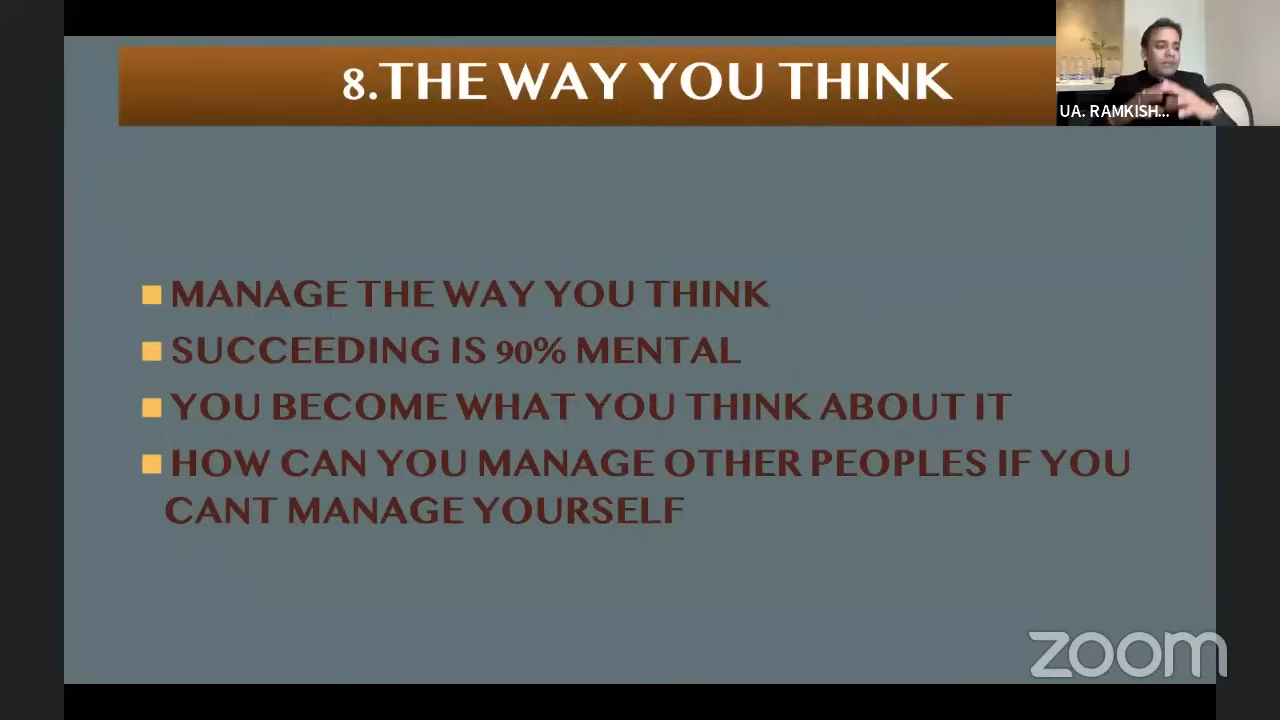 8.THE WAY YOU THINK
UA. RAMKISH...
MANAGE THE WAY YOU THINK
SUCCEEDING IS 90% MENTAL
YOU BECOME WHAT YOU THINK ABOUT IT
HOW CAN YOU MANAGE OTHER PEOPLES IF YOU
CANT MANAGE YOURSELF
zoom